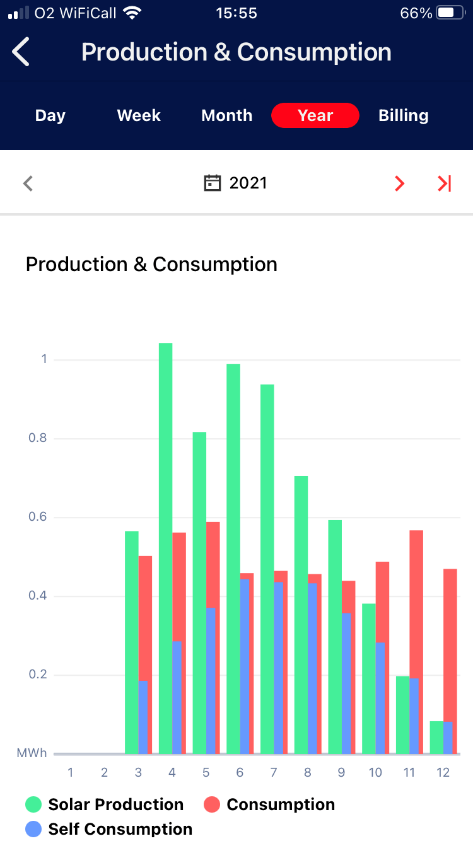 O2 WiFiCall 15:55 66%
Production & Consumption
Day Week Month Year Billing
2021
Production & Consumption
1
0.8
0.6
0.4
0.2
MWh
1 2 3 4 5 6 7 8 9 10 11 12
Solar Production Consumption
Self Consumption